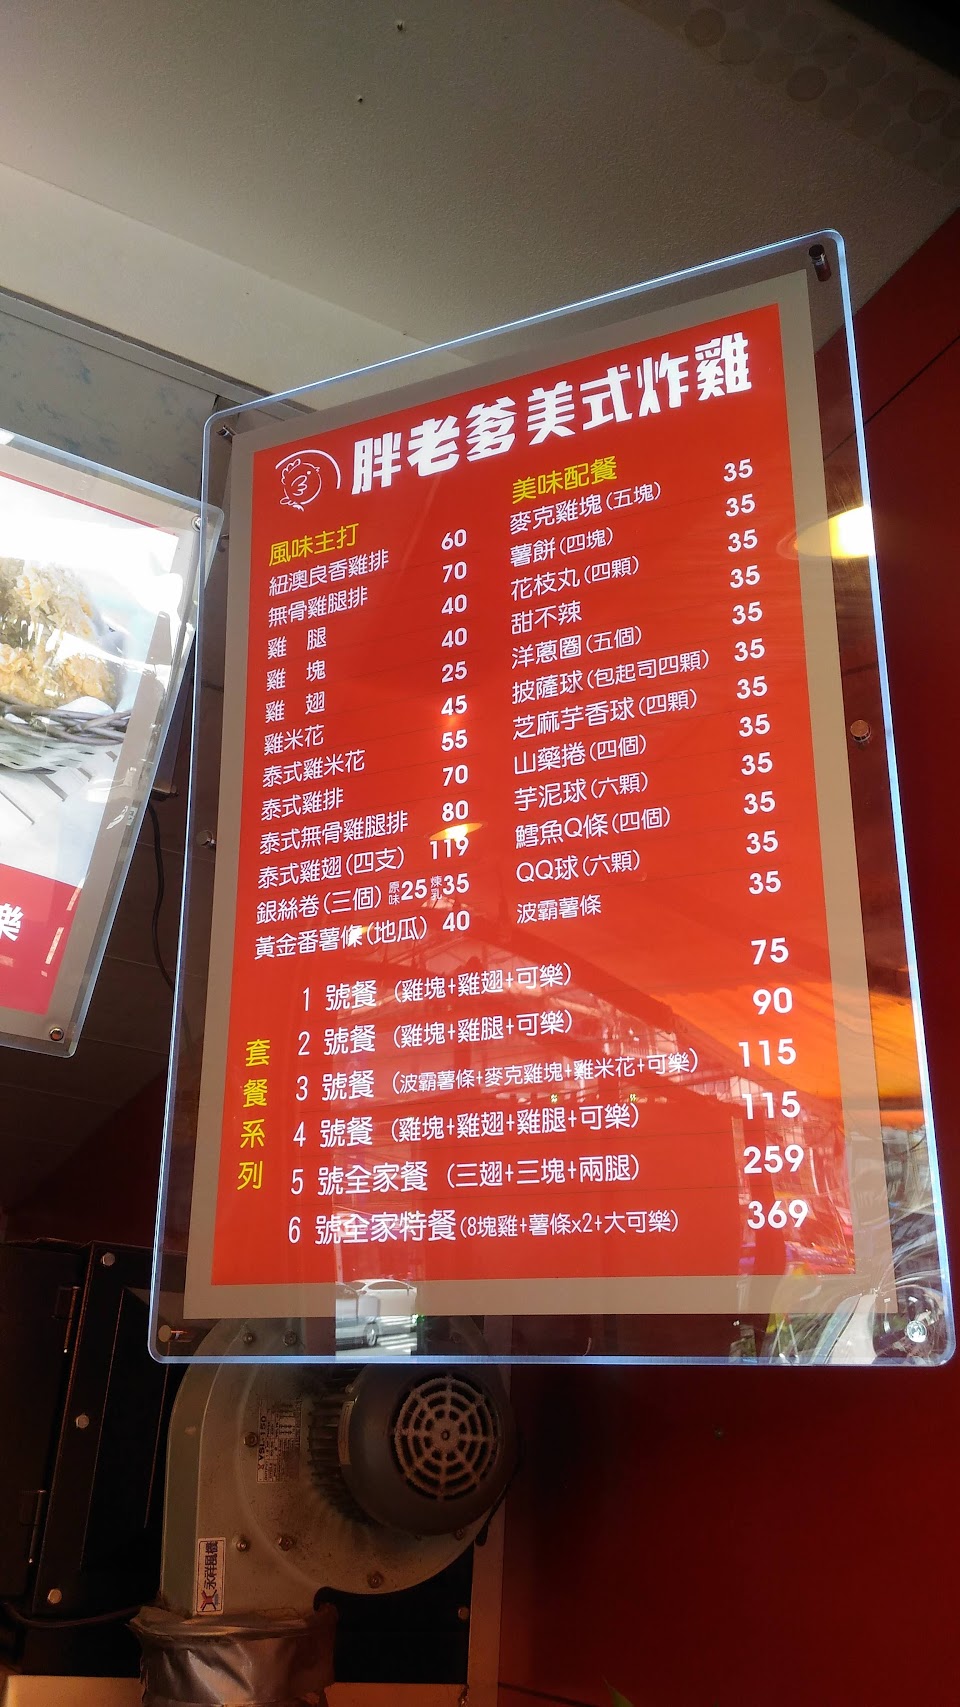 胖老爹美式炸雞
風味主打
紐澳良香雞排 60
無骨雞腿排 70
雞 腿 40
雞 塊 40
雞 翅 25
雞米花 45
泰式雞米花 55
泰式雞排 70
泰式無骨雞腿排 80
泰式雞翅(四支) 119
銀絲卷(三個) 原味25 煉乳35
黃金番薯條(地瓜) 40
美味配餐
麥克雞塊(五塊) 35
薯餅(四塊) 35
花枝丸(四顆) 35
甜不辣 35
洋蔥圈(五個) 35
披薩球(包起司四顆) 35
芝麻芋香球(四顆) 35
山藥捲(四個) 35
芋泥球(六顆) 35
鱈魚Q條(四個) 35
QQ球(六顆) 35
波霸薯條 35
套餐系列
1 號餐 (雞塊+雞翅+可樂) 75
2 號餐 (雞塊+雞腿+可樂) 90
3 號餐 (波霸薯條+麥克雞塊+雞米花+可樂) 115
4 號餐 (雞塊+雞翅+雞腿+可樂) 115
5 號全家餐 (三翅+三塊+兩腿) 259
6 號全家特餐(8塊雞+薯條x2+大可樂) 369
樂
永祥風機